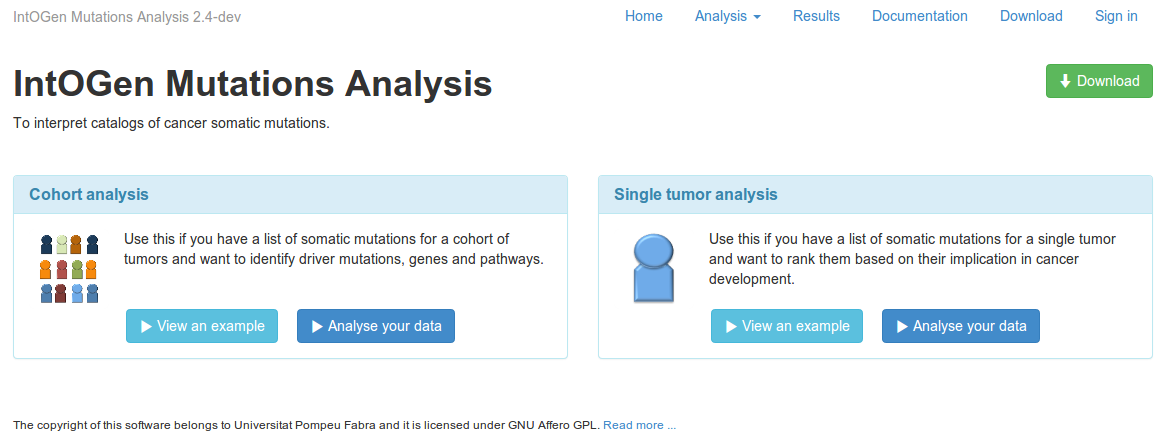 IntOGen Mutations Analysis 2.4-dev
Home Analysis Results Documentation Download Sign in
IntOGen Mutations Analysis
Download
To interpret catalogs of cancer somatic mutations.
Cohort analysis
Use this if you have a list of somatic mutations for a cohort of
tumors and want to identify driver mutations, genes and pathways.
View an example Analyse your data
Single tumor analysis
Use this if you have a list of somatic mutations for a single tumor
and want to rank them based on their implication in cancer
development.
View an example Analyse your data
The copyright of this software belongs to Universitat Pompeu Fabra and it is licensed under GNU Affero GPL. Read more ...